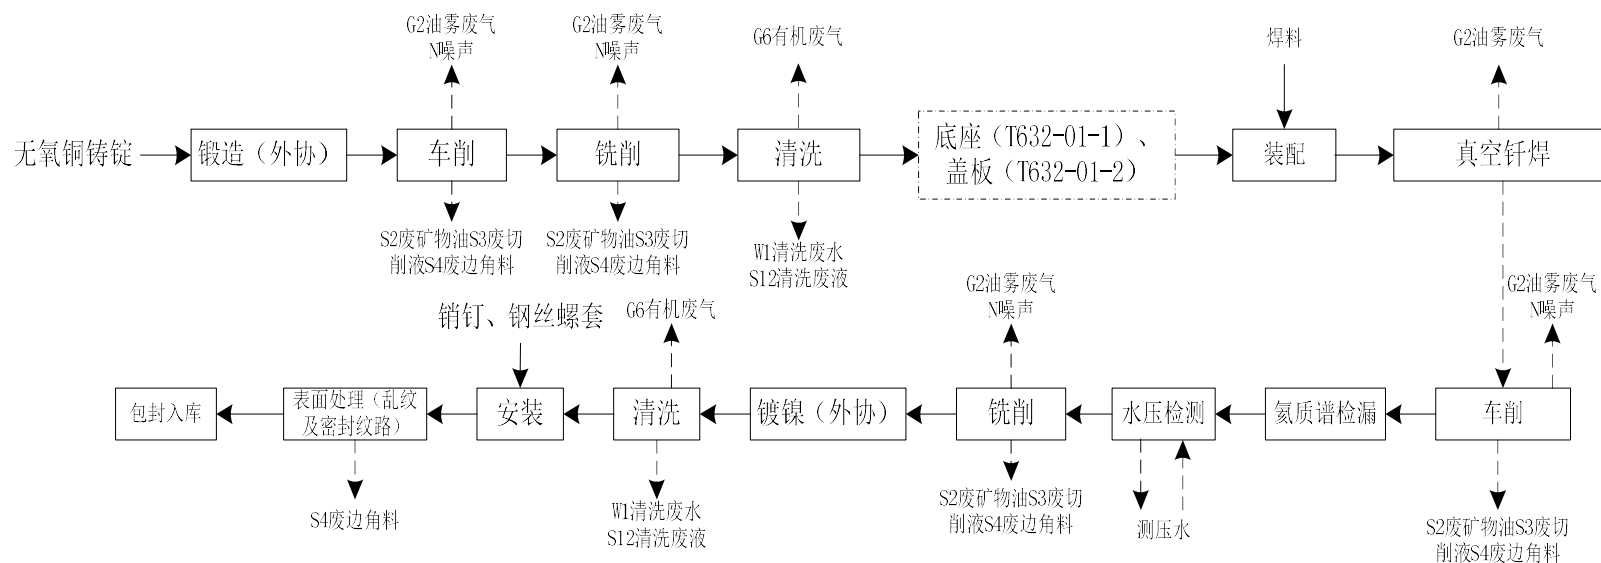 G2油雾废气
N噪声
G2油雾废气
N噪声
G6有机废气
焊料
G2油雾废气
无氧铜铸锭
锻造（外协）
车削
铣削
清洗
底座（T632-01-1）、
盖板（T632-01-2）
装配
真空钎焊
S2废矿物油S3废切
削液S4废边角料
S2废矿物油S3废切
削液S4废边角料
W1清洗废水
S12清洗废液
销钉、钢丝螺套
G6有机废气
G2油雾废气
N噪声
G2油雾废气
N噪声
包封入库
表面处理（乱纹
及密封纹路）
安装
清洗
镀镍（外协）
铣削
水压检测
氦质谱检漏
车削
S4废边角料
W1清洗废水
S12清洗废液
S2废矿物油S3废切
削液S4废边角料
测压水
S2废矿物油S3废切
削液S4废边角料